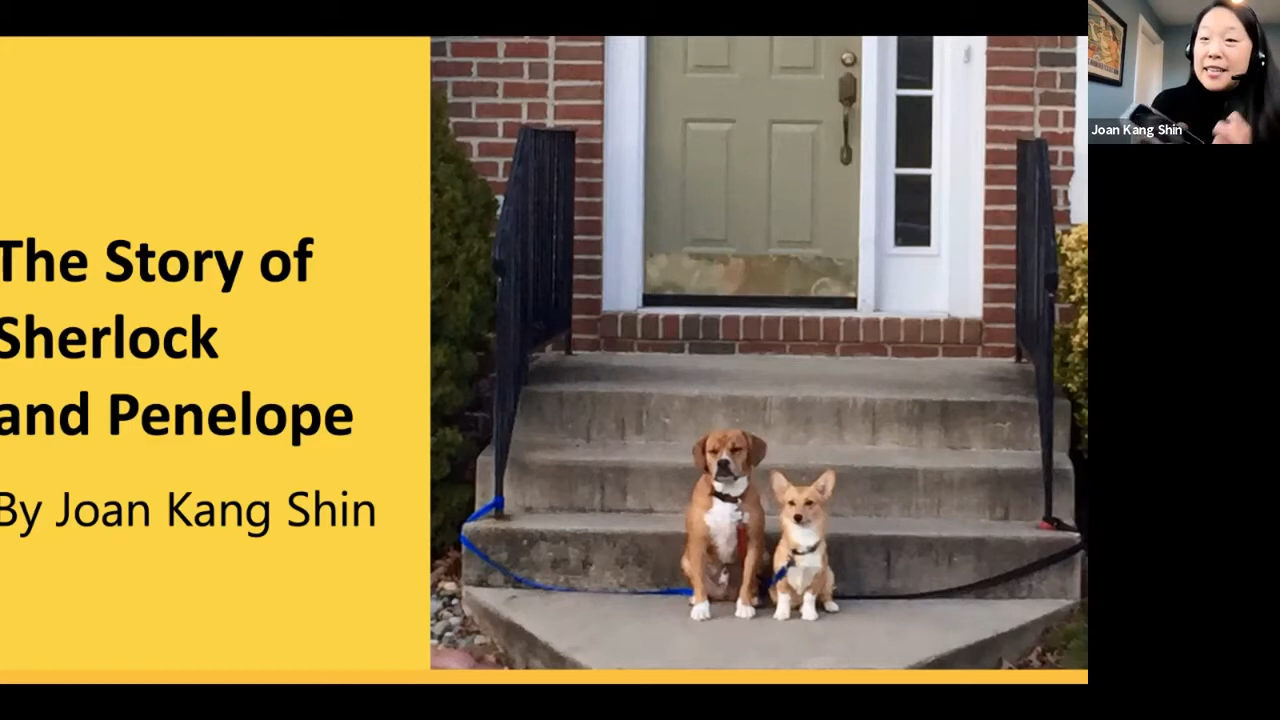 The Story of
Sherlock
and Penelope
By Joan Kang Shin
Joan Kang Shin